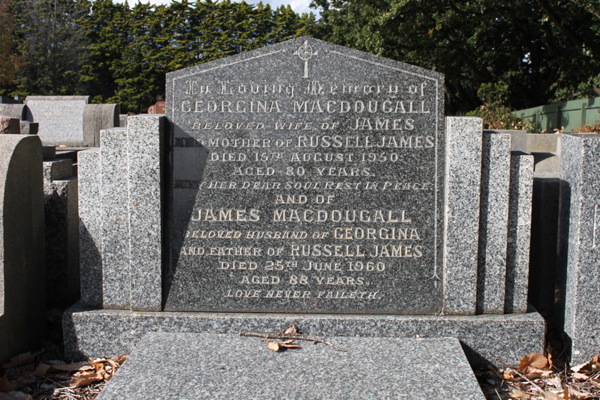 In Loving Memory of
GEORGINA MACDOUGALL
BELOVED WIFE OF JAMES
AND MOTHER OF RUSSELL JAMES
DIED 15TH AUGUST 1950.
AGED 80 YEARS.
HER DEAR SOUL REST IN PEACE.
AND OF
JAMES MACDOUGALL
BELOVED HUSBAND OF GEORGINA
AND FATHER OF RUSSELL JAMES
DIED 25TH JUNE 1960
AGED 88 YEARS.
LOVE NEVER FAILETH.